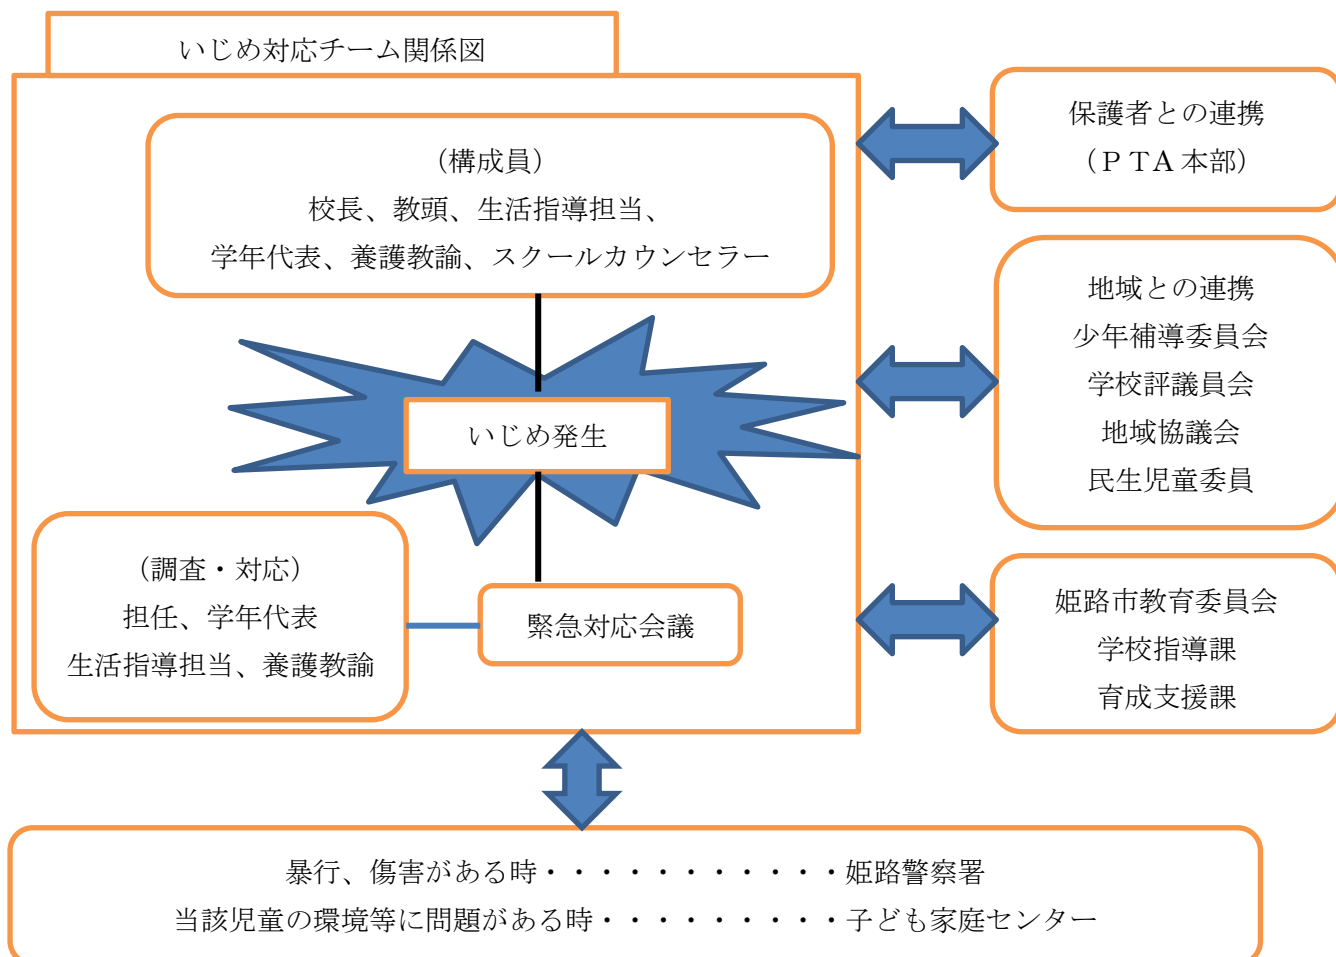 いじめ対応チーム関係図
（構成員）
校長、教頭、生活指導担当、
学年代表、養護教諭、スクールカウンセラー
いじめ発生
（調査・対応）
担任、学年代表
生活指導担当、養護教諭
緊急対応会議
保護者との連携
（ＰＴＡ本部）
地域との連携
少年補導委員会
学校評議員会
地域協議会
民生児童委員
姫路市教育委員会
学校指導課
育成支援課
暴行、傷害がある時・・・・・・・・・・・姫路警察署
当該児童の環境等に問題がある時・・・・・・・・・子ども家庭センター